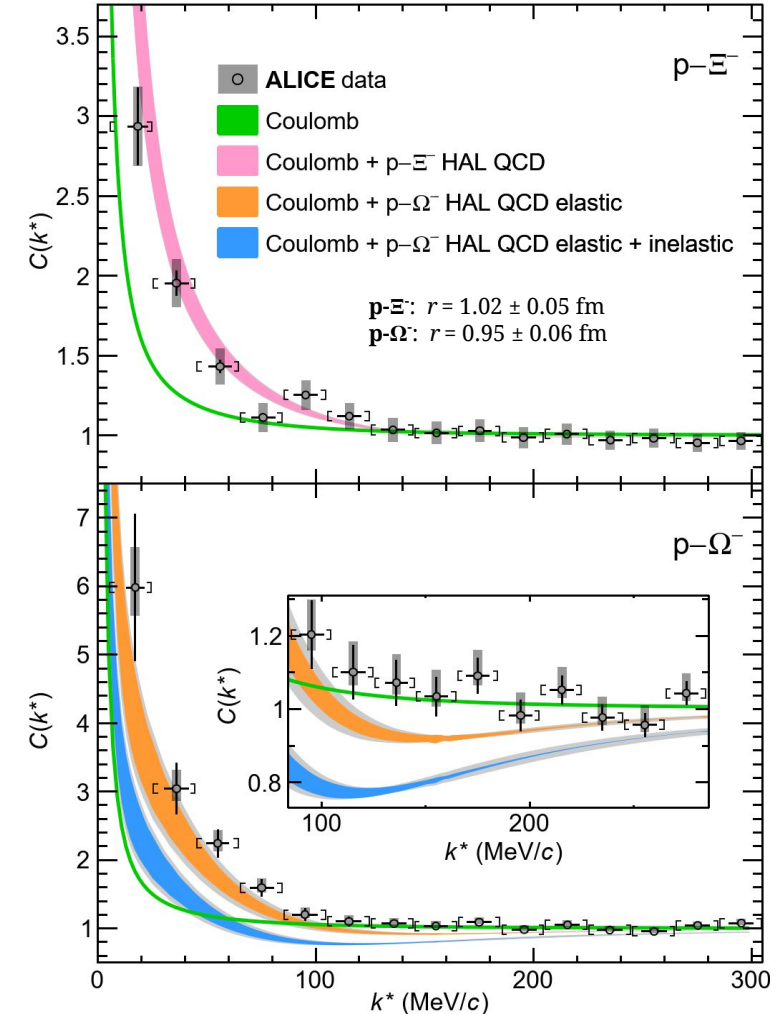 3.5
3
2.5
2
1.5
1
C(k*)
p–Ξ⁻
ALICE data
Coulomb
Coulomb + p–Ξ⁻ HAL QCD
Coulomb + p–Ω⁻ HAL QCD elastic
Coulomb + p–Ω⁻ HAL QCD elastic + inelastic
p-Ξ⁻: r = 1.02 ± 0.05 fm
p-Ω⁻: r = 0.95 ± 0.06 fm
7
6
5
4
3
2
1
C(k*)
p–Ω⁻
1.2
1
0.8
C(k*)
100 200
k* (MeV/c)
0 100 200 300
k* (MeV/c)